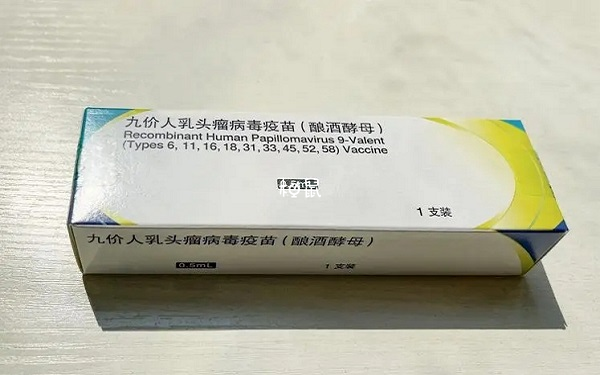 九价人乳头瘤病毒疫苗（酿酒酵母）
Recombinant Human Papillomavirus 9-Valent
(Types 6, 11, 16, 18, 31, 33, 45, 52, 58) Vaccine
1 支装
九价人乳头瘤病毒疫苗（酿酒酵母）
0.5mL
1 支装